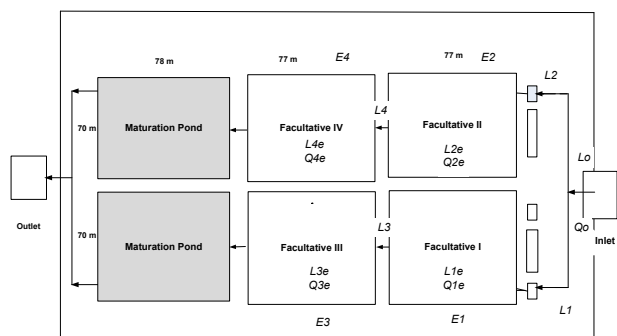 78 m
77 m
E4
77 m
E2
L2
70 m
Maturation Pond
Facultative IV
L4e
Q4e
L4
Facultative II
L2e
Q2e
Lo
Outlet
70 m
Maturation Pond
Facultative III
L3e
Q3e
L3
Facultative I
L1e
Q1e
Qo
Inlet
L1
E3
E1